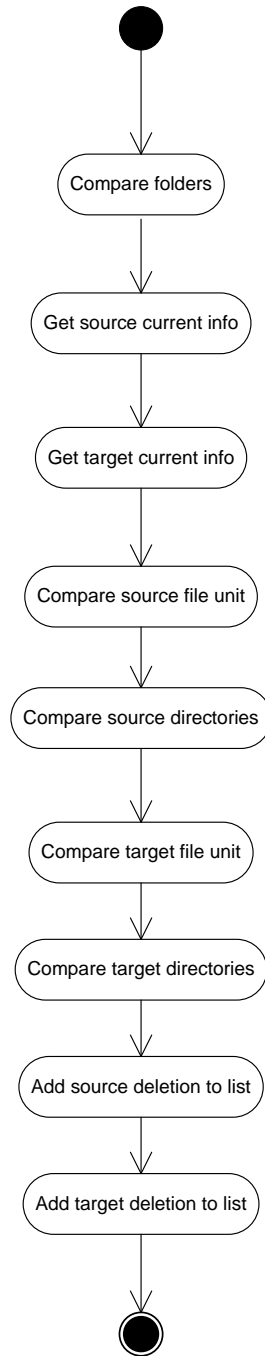 Compare folders
Get source current info
Get target current info
Compare source file unit
Compare source directories
Compare target file unit
Compare target directories
Add source deletion to list
Add target deletion to list